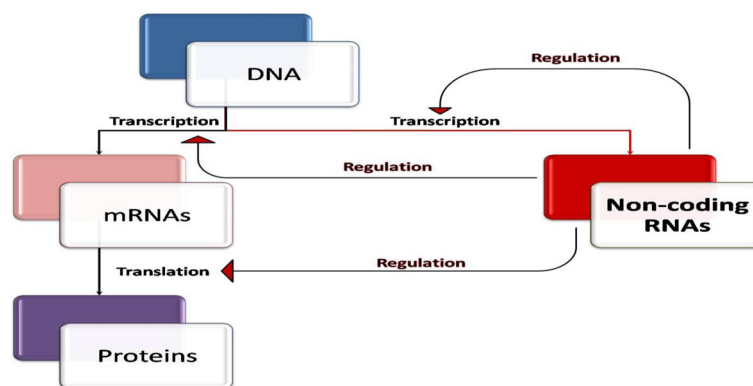 Regulation
DNA
Transcription
Transcription
Regulation
mRNAs
Non-coding
RNAs
Translation
Regulation
Proteins